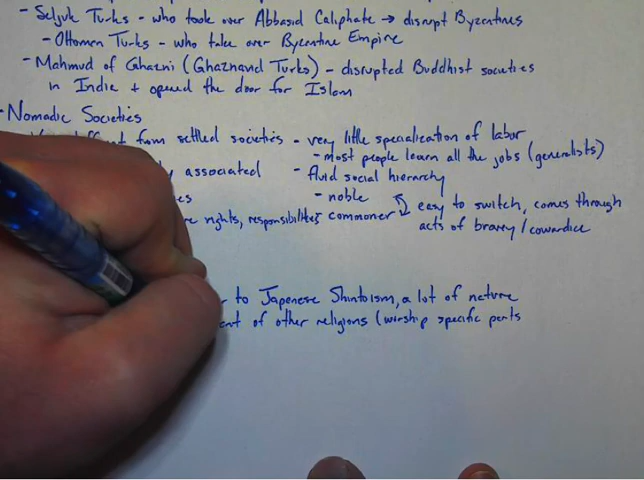 - Seljuk Turks - who took over Abbasid Caliphate → disrupt Byzantines
- Ottoman Turks - who take over Byzantine Empire
- Mahmud of Ghazni (Ghaznavid Turks) - disrupted Buddhist societies
in India + opened the door for Islam
- Nomadic Societies
from settled societies - very little specialization of labor
- most people learn all the jobs (generalists)
associated - fluid social hierarchy
- noble
easy to switch, comes through
rights, responsibilities commoner
acts of bravery/cowardice
to Japenese Shintoism, a lot of nature
of other religions (worship specific parts